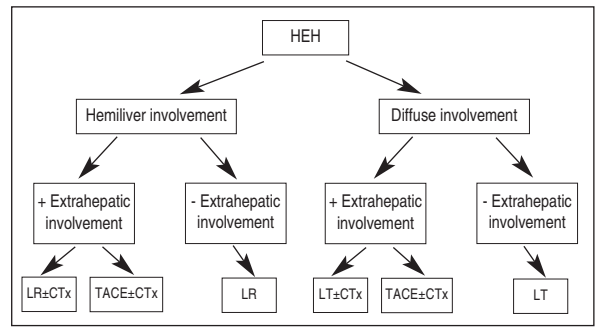 HEH
Hemiliver involvement
Diffuse involvement
+ Extrahepatic
involvement
- Extrahepatic
involvement
+ Extrahepatic
involvement
- Extrahepatic
involvement
LR±CTx
TACE±CTx
LR
LT±CTx
TACE±CTx
LT